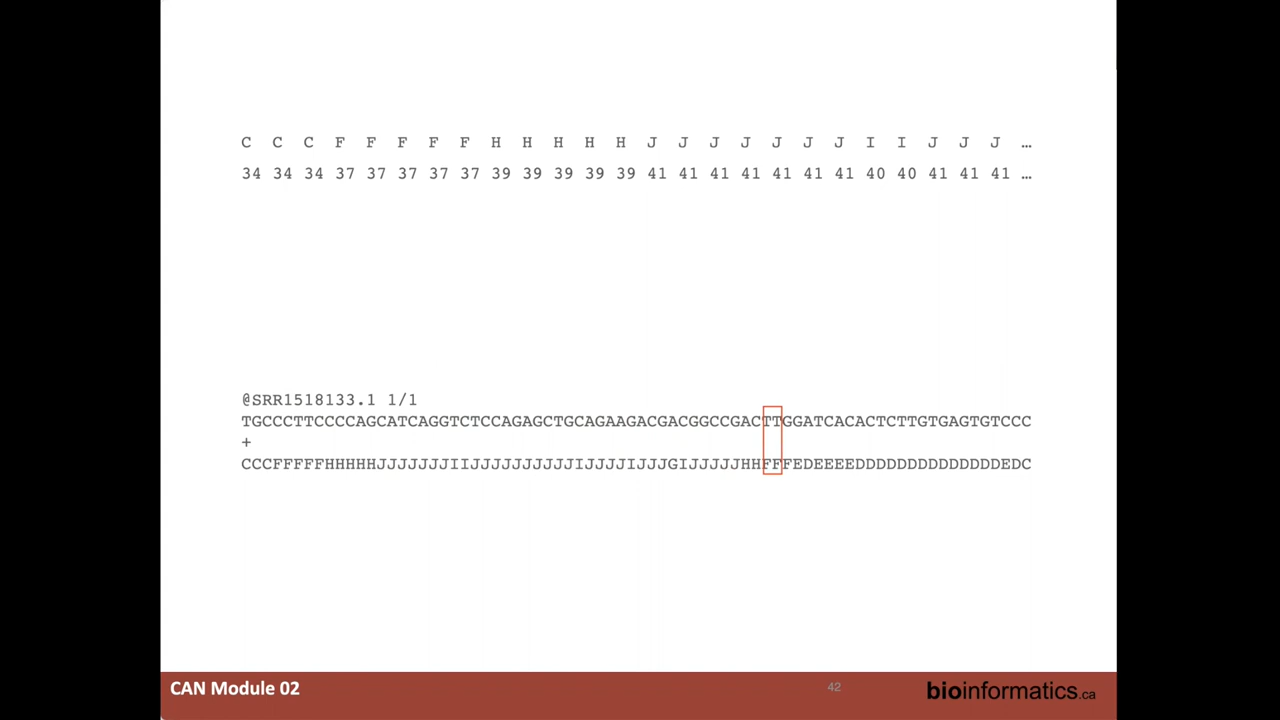 C C C F F F F F H H H H H J J J J J J J I I J J J …
34 34 34 37 37 37 37 37 39 39 39 39 39 41 41 41 41 41 41 41 40 40 41 41 41 …
@SRR1518133.1 1/1
TGCCCTTCCCCAGCATCAGGTCTCCAGAGCTGCAGAAGACGACGGCCGACTTGGATCACACTCTTGTGAGTGTCCC
+
CCCFFFFFHHHHHJJJJJJJIIJJJJJJJJJJIJJJJIJJJGIJJJJJHHFFFEDEEEEDDDDDDDDDDDDDDEDC
CAN Module 02
42
bioinformatics.ca